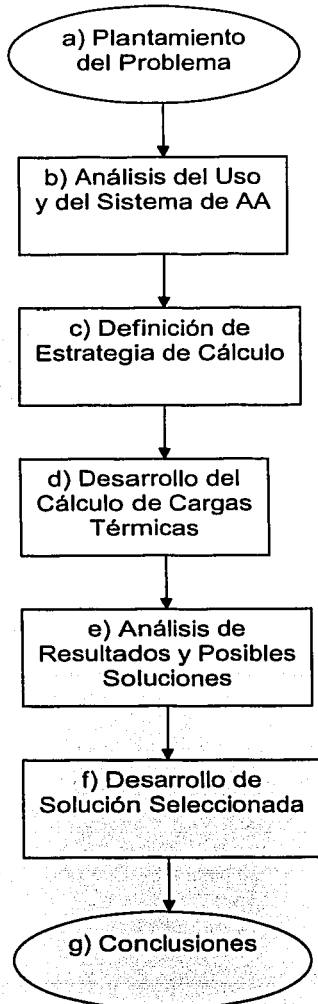 a) Plantamiento
del Problema
b) Análisis del Uso
y del Sistema de AA
c) Definición de
Estrategia de Cálculo
d) Desarrollo del
Cálculo de Cargas
Térmicas
e) Análisis de
Resultados y Posibles
Soluciones
f) Desarrollo de
Solución Seleccionada
g) Conclusiones